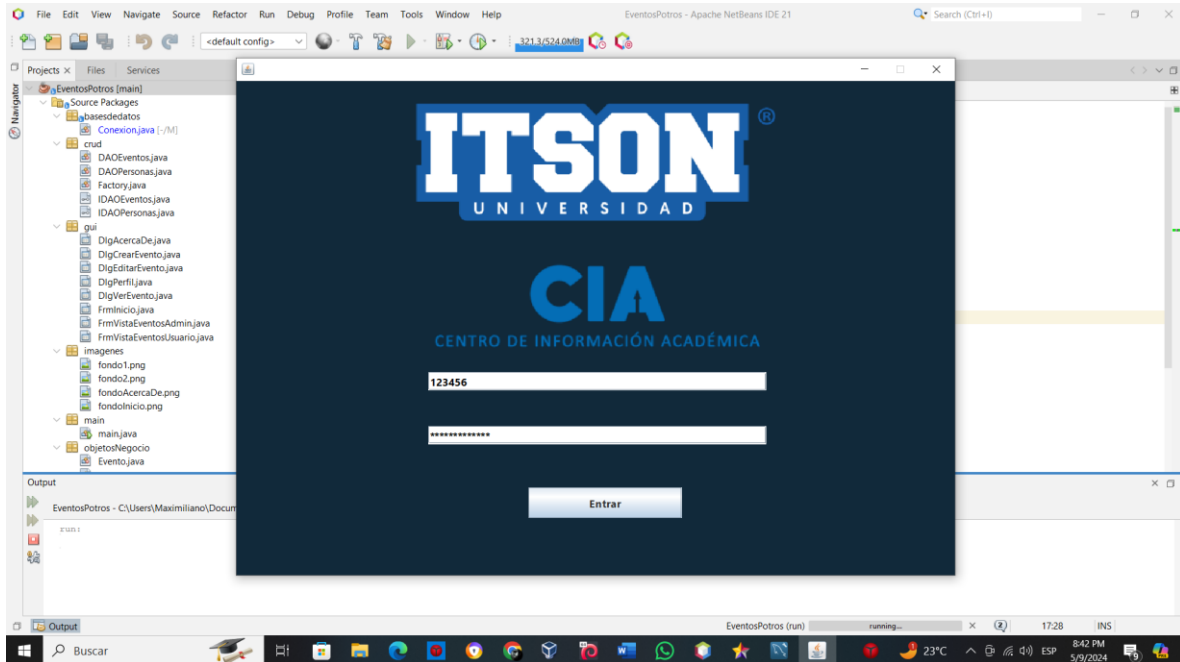 File Edit View Navigate Source Refactor Run Debug Profile Team Tools Window Help
EventosPotros - Apache NetBeans IDE 21
Search (Ctrl+I)
<default config>
321.3/524.0MB
Projects Files Services
Navigator
EventosPotros [main]
Source Packages
basesdedatos
Conexion.java [-/M]
crud
DAOEventos.java
DAOPersonas.java
Factory.java
IDAOEventos.java
IDAOPersonas.java
gui
DlgAcercaDe.java
DlgCrearEvento.java
DlgEditarEvento.java
DlgPerfil.java
DlgVerEvento.java
FrmInicio.java
FrmVistaEventosAdmin.java
FrmVistaEventosUsuario.java
imagenes
fondo1.png
fondo2.png
fondoAcercaDe.png
fondoInicio.png
main
main.java
objetosNegocio
Evento.java
ITSON ®
UNIVERSIDAD
CIA
CENTRO DE INFORMACIÓN ACADÉMICA
123456
*************
Entrar
Output
EventosPotros - C:\Users\Maximiliano\Docum
run:
Output
EventosPotros (run) running... 17:28 INS
Buscar
23°C
ESP
8:42 PM
5/9/2024